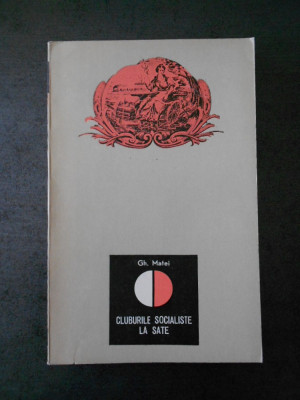 Gh. Matei
CLUBURILE SOCIALISTE
LA SATE